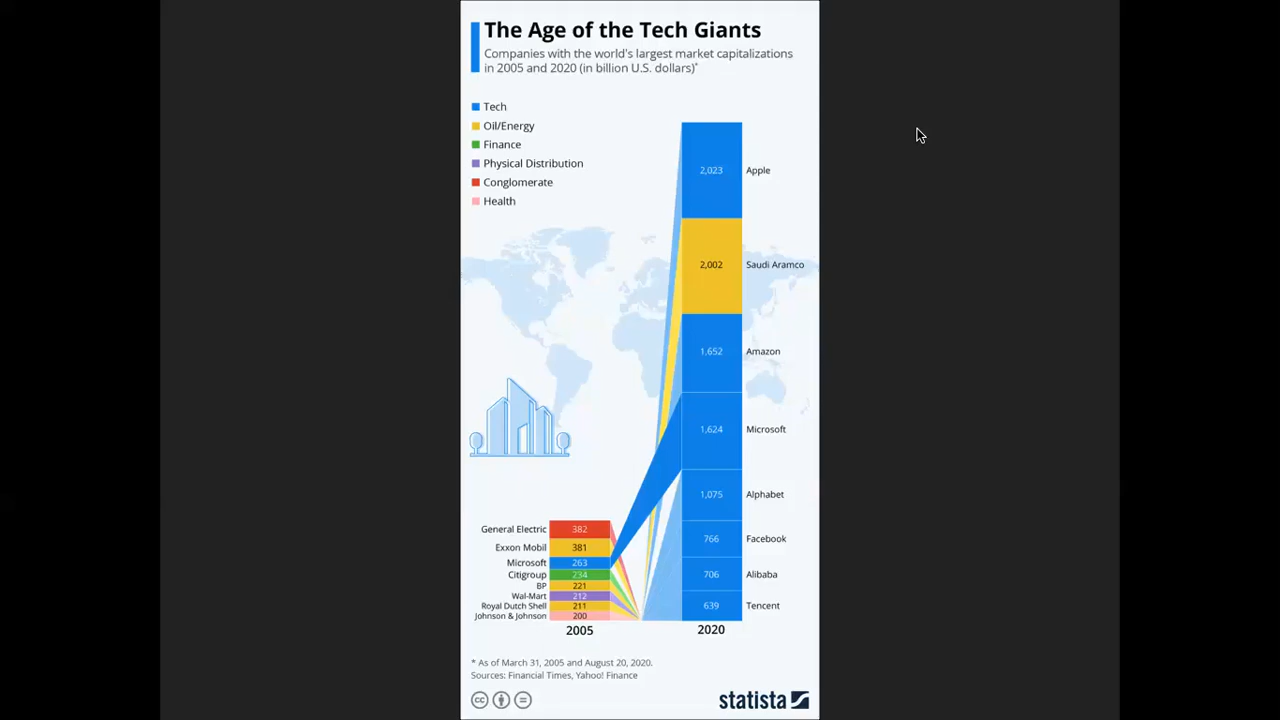 The Age of the Tech Giants
Companies with the world's largest market capitalizations
in 2005 and 2020 (in billion U.S. dollars)*
Tech
Oil/Energy
Finance
Physical Distribution
Conglomerate
Health
2,023 Apple
2,002 Saudi Aramco
1,652 Amazon
1,624 Microsoft
1,075 Alphabet
766 Facebook
706 Alibaba
639 Tencent
General Electric 382
Exxon Mobil 381
Microsoft 263
Citigroup 234
BP 221
Wal-Mart 212
Royal Dutch Shell 211
Johnson & Johnson 200
2005 2020
* As of March 31, 2005 and August 20, 2020.
Sources: Financial Times, Yahoo! Finance
cc
statista